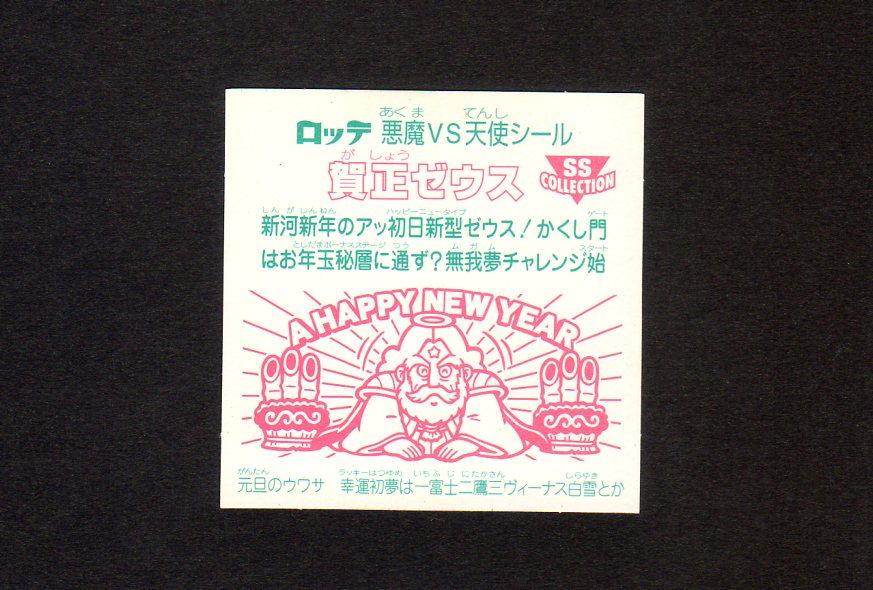 あくま てんし
ロッテ 悪魔VS天使シール
が しょう
賀正ゼウス
SS
COLLECTION
しんがしんねん ハッピーニュータイプ ゲート
新河新年のアッ初日新型ゼウス!かくし門
としだまボーナスステージ つう ムガム スタート
はお年玉秘層に通ず?無我夢チャレンジ始
A HAPPY NEW YEAR
がんたん ラッキーはつゆめ いちふじにたかさん しらゆき
元旦のウワサ 幸運初夢は一富士二鷹三ヴィーナス白雪とか